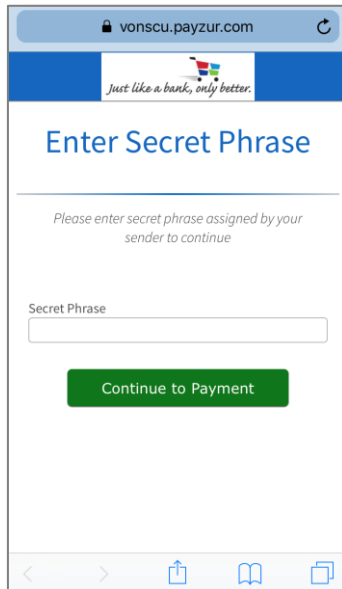 vonscu.payzur.com
Just like a bank, only better.
Enter Secret Phrase
Please enter secret phrase assigned by your
sender to continue
Secret Phrase
Continue to Payment